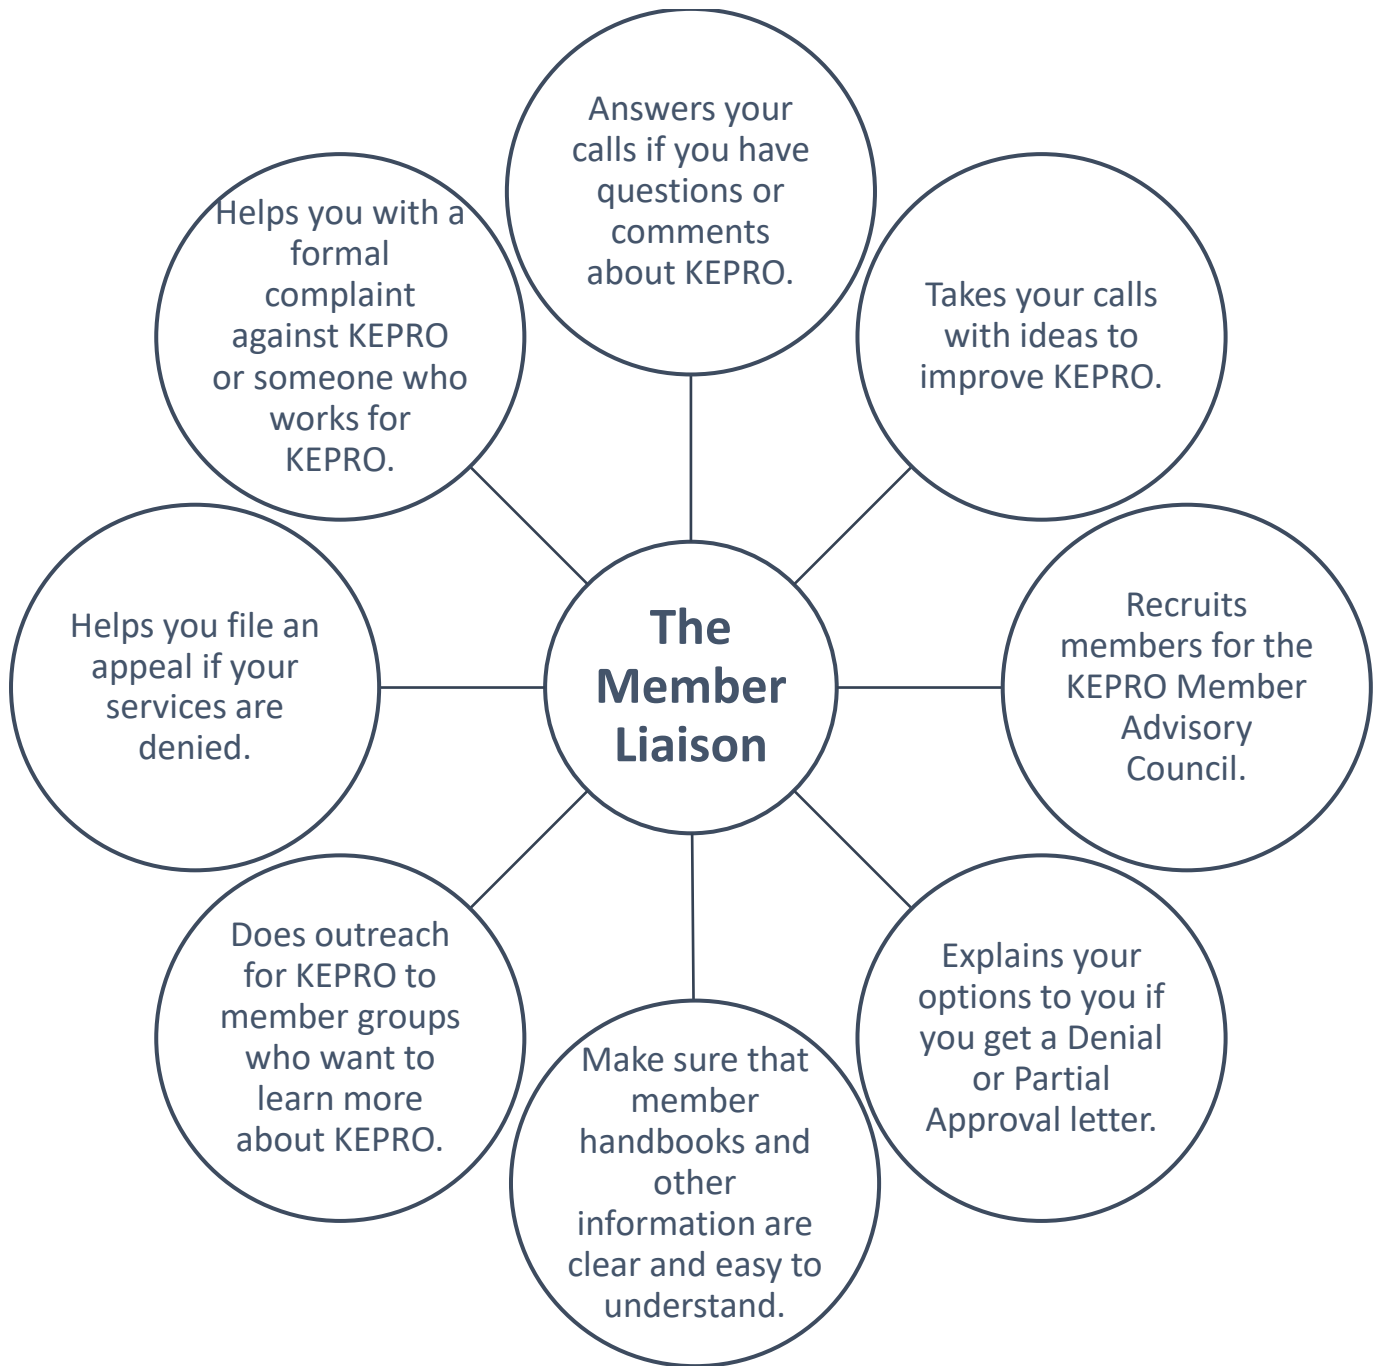 Answers your
calls if you have
questions or
comments
about KEPRO.
Takes your calls
with ideas to
improve KEPRO.
Recruits
members for the
KEPRO Member
Advisory
Council.
Explains your
options to you if
you get a Denial
or Partial
Approval letter.
Make sure that
member
handbooks and
other
information are
clear and easy to
understand.
Does outreach
for KEPRO to
member groups
who want to
learn more
about KEPRO.
Helps you file an
appeal if your
services are
denied.
Helps you with a
formal
complaint
against KEPRO
or someone who
works for
KEPRO.
The
Member
Liaison